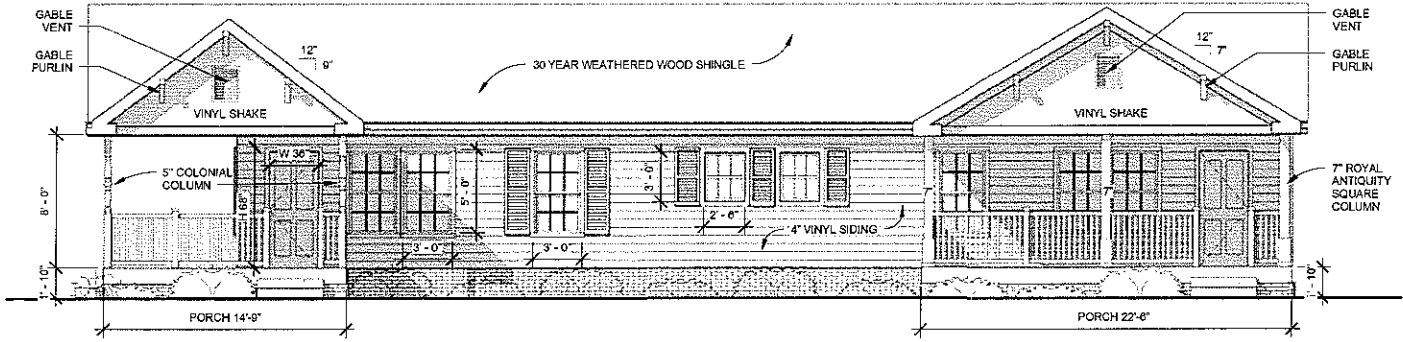 GABLE
VENT
GABLE
PURLIN
12"
9"
VINYL SHAKE
30 YEAR WEATHERED WOOD SHINGLE
12"
7"
GABLE
VENT
GABLE
PURLIN
VINYL SHAKE
8' - 0"
W 36"
5" COLONIAL
COLUMN
H 68"
5' - 0"
3' - 0"
3' - 0"
3' - 0"
2' - 6"
4" VINYL SIDING
7"
7"
7" ROYAL
ANTIQUITY
SQUARE
COLUMN
1' - 10"
1' - 10"
PORCH 14'-9"
PORCH 22'-6"